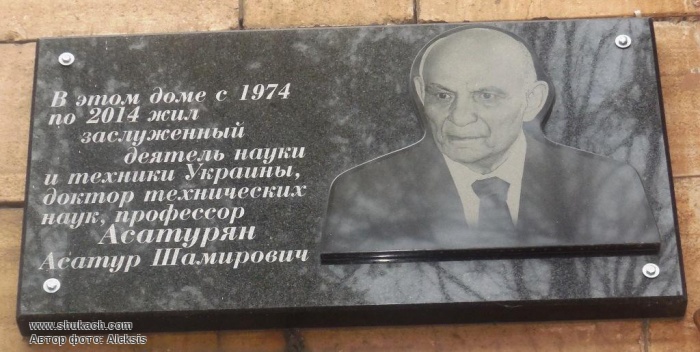 В этом доме с 1974
по 2014 жил
заслуженный
деятель науки
и техники Украины,
доктор технических
наук, профессор
Асатурян
Асатур Шамирович
www.shukach.com
Автор фото: Aleksis